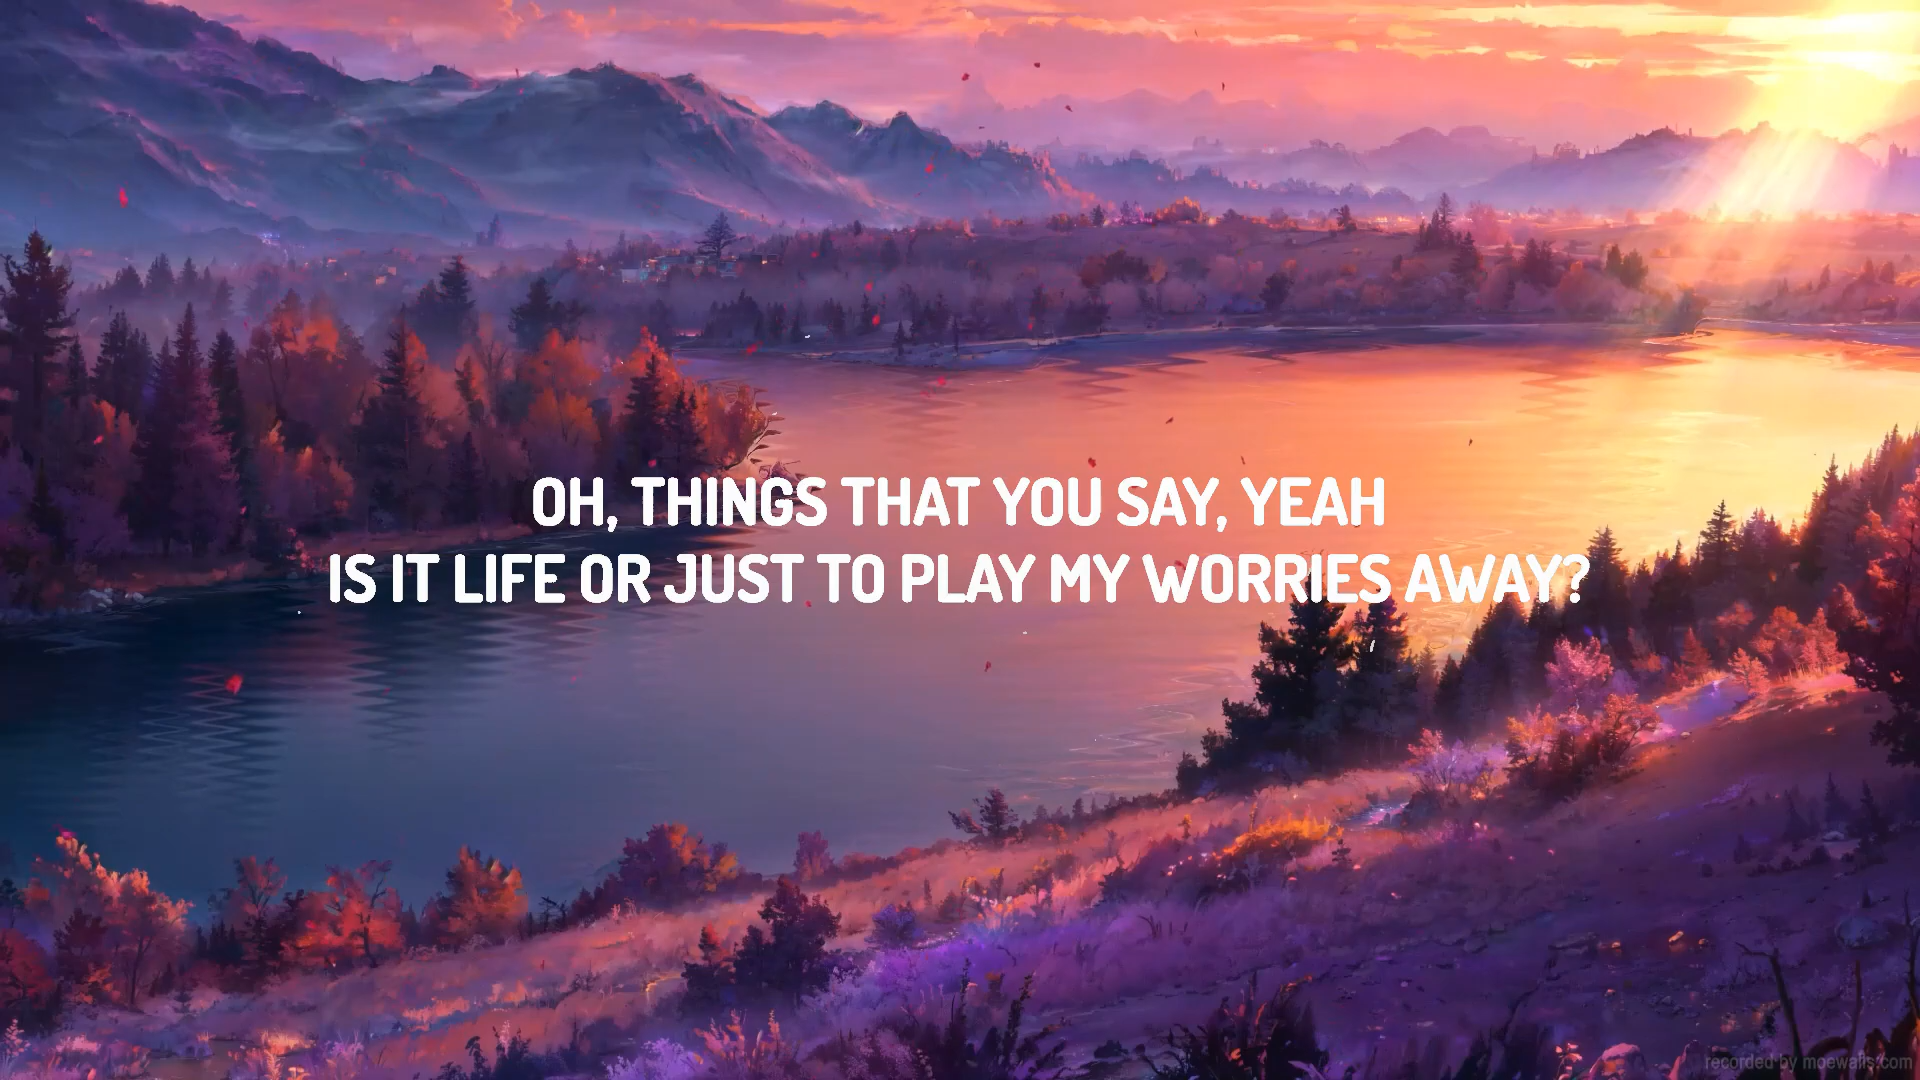 OH, THINGS THAT YOU SAY, YEAH
IS IT LIFE OR JUST TO PLAY MY WORRIES AWAY?
recorded by moewalls.com